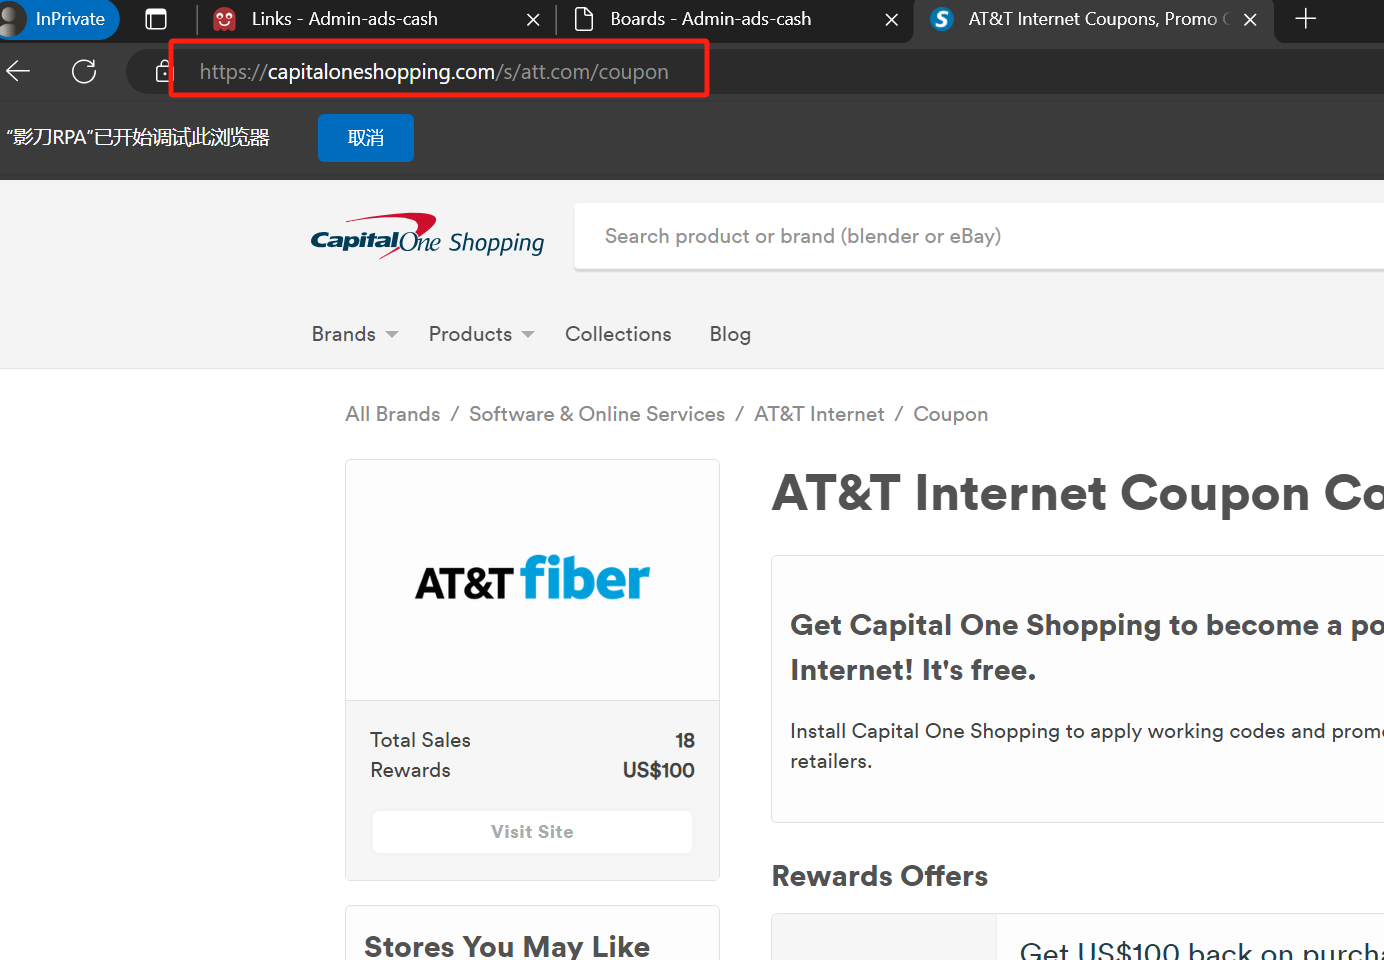 InPrivate
Links - Admin-ads-cash
Boards - Admin-ads-cash
AT&T Internet Coupons, Promo
https://capitaloneshopping.com/s/att.com/coupon
“影刀RPA”已开始调试此浏览器
取消
Capital One Shopping
Search product or brand (blender or eBay)
Brands
Products
Collections
Blog
All Brands / Software & Online Services / AT&T Internet / Coupon
AT&T fiber
Total Sales 18
Rewards US$100
Visit Site
Stores You May Like
AT&T Internet Coupon Co
Get Capital One Shopping to become a po
Internet! It's free.
Install Capital One Shopping to apply working codes and prom
retailers.
Rewards Offers
Get US$100 back on purch